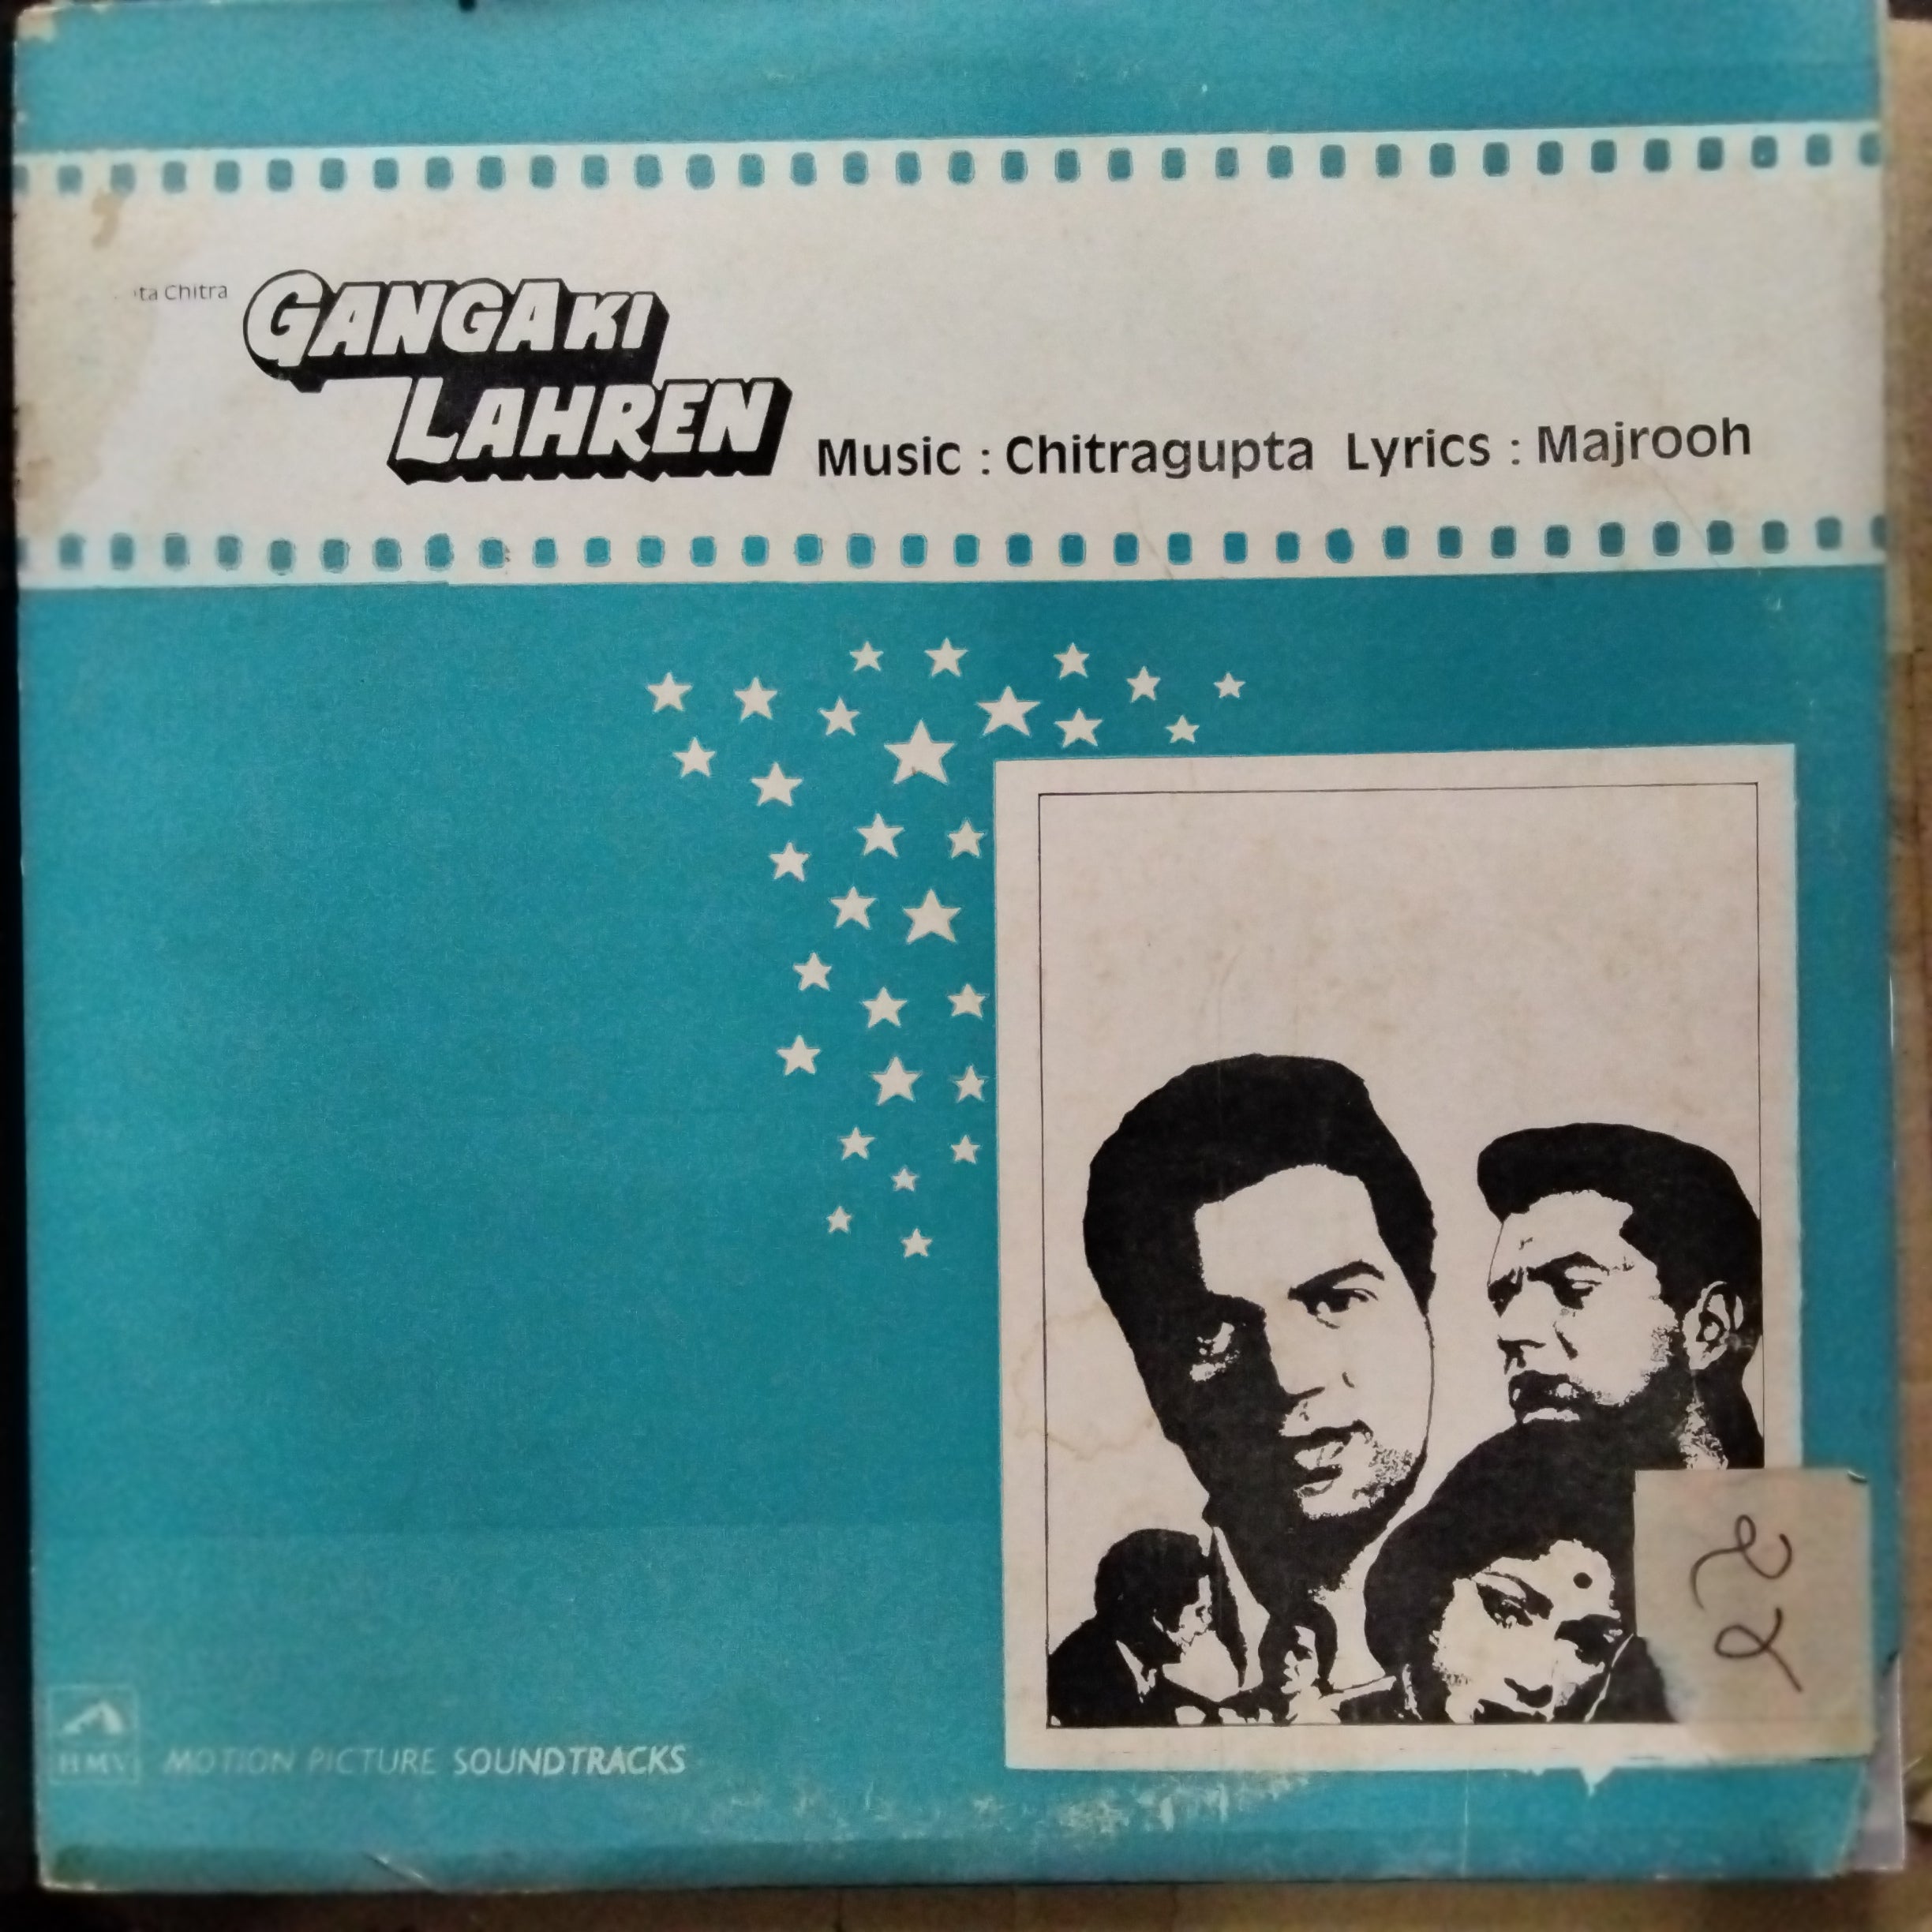 ta Chitra
GANGA KI
LAHREN
Music : Chitragupta Lyrics : Majrooh
HMV
MOTION PICTURE SOUNDTRACKS